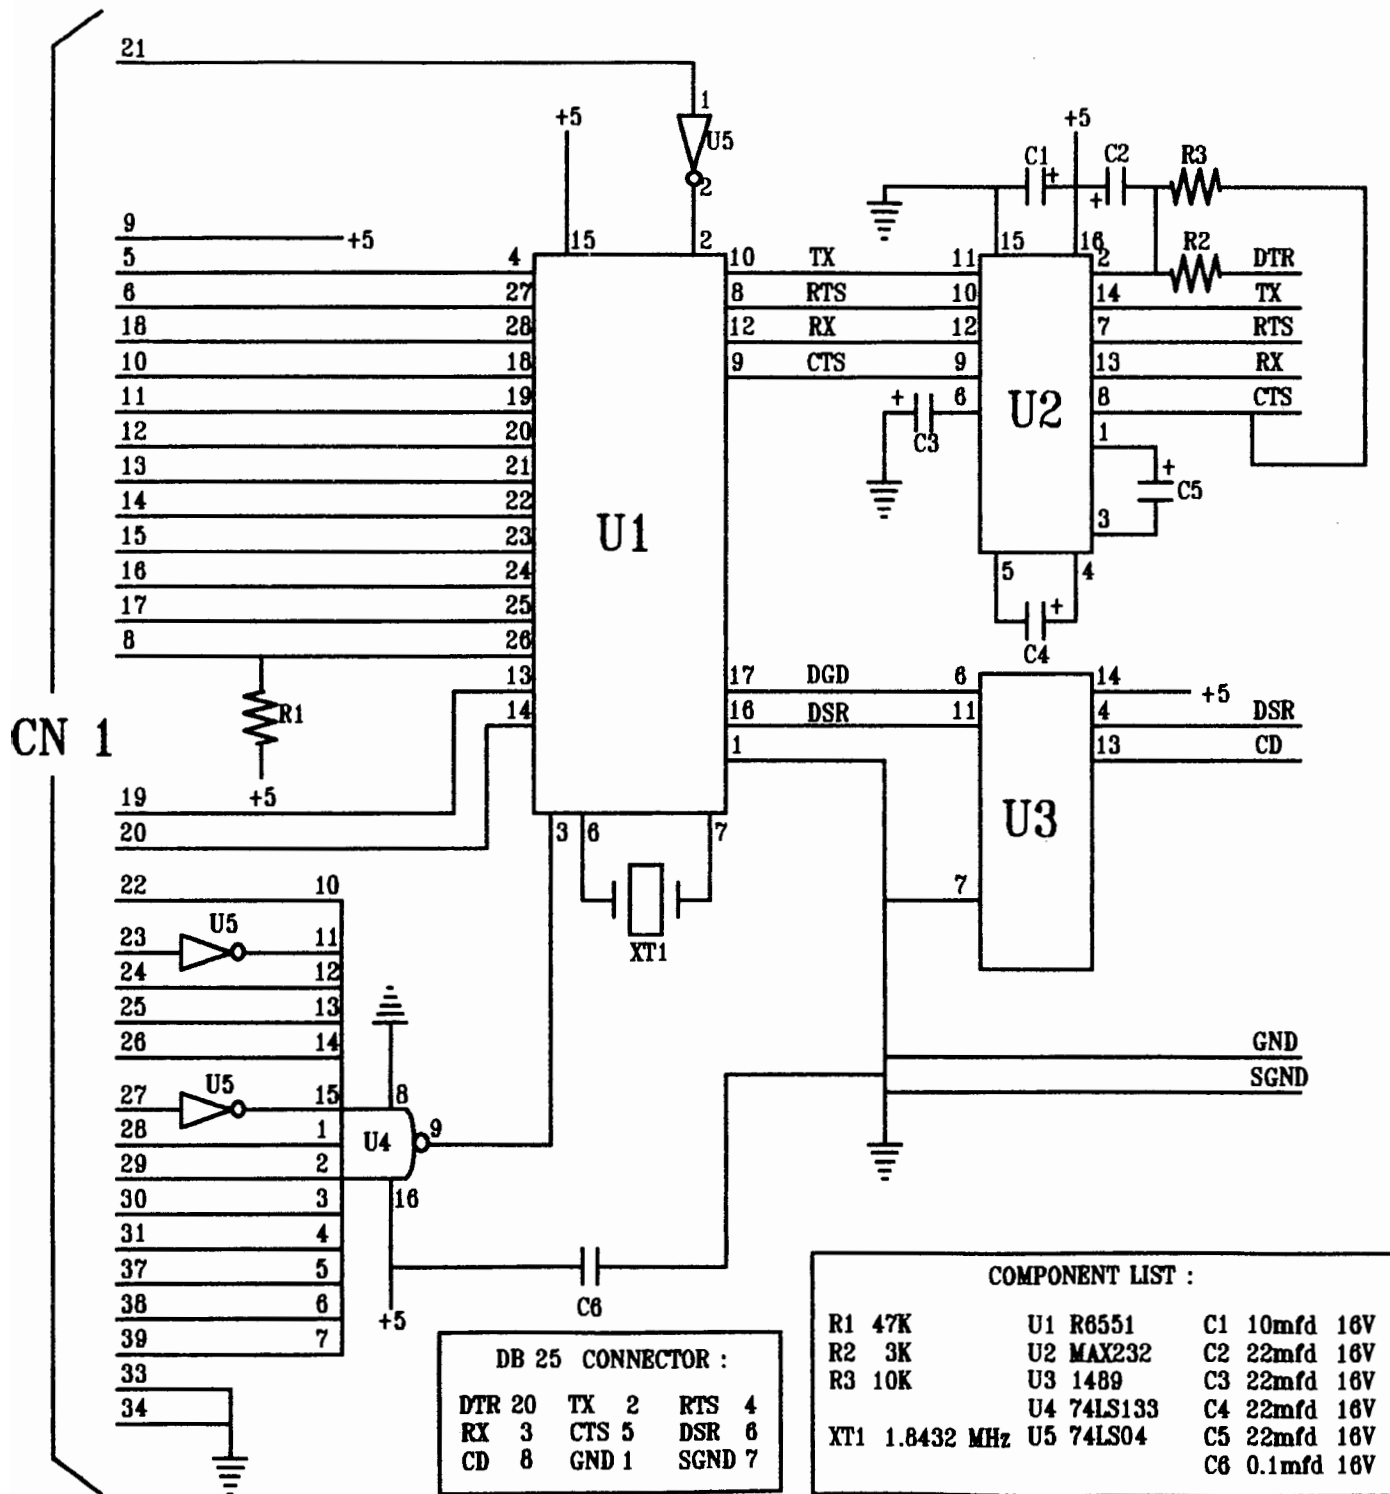 21
1
+5
U5
2
+5
C1
+
C2
+
R3
9
+5
15
2
15
16
R2
5
4
10
TX
11
2
DTR
6
27
8
RTS
10
14
TX
18
28
12
RX
12
7
RTS
10
18
9
CTS
9
13
RX
11
19
+
6
8
CTS
12
20
C3
U2
1
13
21
+
14
22
C5
15
23
U1
3
16
24
5
4
17
25
+
8
26
C4
13
17
DGD
6
14
+5
R1
14
16
DSR
11
4
DSR
CN 1
1
13
CD
+5
19
20
3
6
7
U3
22
10
7
U5
23
11
XT1
24
12
25
13
26
14
GND
U5
SGND
27
15
8
28
1
U4
9
29
2
16
30
3
31
4
37
5
C6
38
6
+5
39
7
33
34
DB 25 CONNECTOR :
DTR 20 TX 2 RTS 4
RX 3 CTS 5 DSR 6
CD 8 GND 1 SGND 7
COMPONENT LIST :
R1 47K U1 R6551 C1 10mfd 16V
R2 3K U2 MAX232 C2 22mfd 16V
R3 10K U3 1489 C3 22mfd 16V
U4 74LS133 C4 22mfd 16V
XT1 1.8432 MHz U5 74LS04 C5 22mfd 16V
C6 0.1mfd 16V